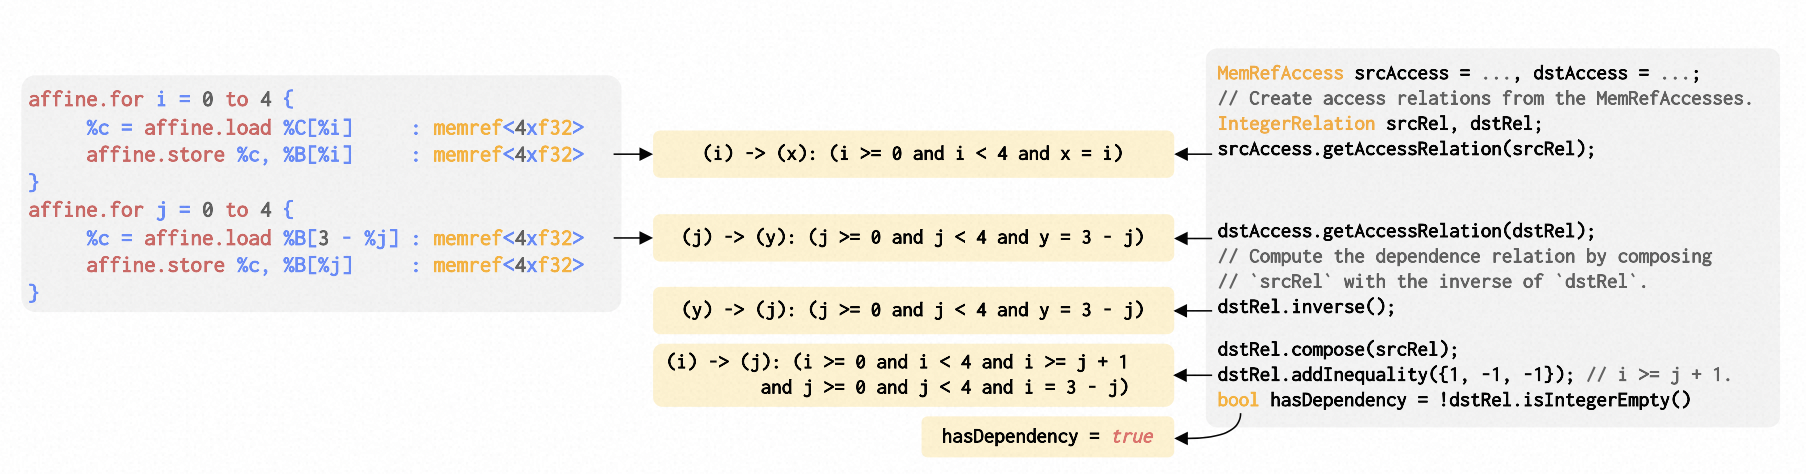 affine.for i = 0 to 4 {
%c = affine.load %C[%i] : memref<4xf32>
affine.store %c, %B[%i] : memref<4xf32>
}
affine.for j = 0 to 4 {
%c = affine.load %B[3 - %j] : memref<4xf32>
affine.store %c, %B[%j] : memref<4xf32>
}
(i) -> (x): (i >= 0 and i < 4 and x = i)
(j) -> (y): (j >= 0 and j < 4 and y = 3 - j)
(y) -> (j): (j >= 0 and j < 4 and y = 3 - j)
(i) -> (j): (i >= 0 and i < 4 and i >= j + 1
and j >= 0 and j < 4 and i = 3 - j)
hasDependency = true
MemRefAccess srcAccess = ..., dstAccess = ...;
// Create access relations from the MemRefAccesses.
IntegerRelation srcRel, dstRel;
srcAccess.getAccessRelation(srcRel);
dstAccess.getAccessRelation(dstRel);
// Compute the dependence relation by composing
// `srcRel` with the inverse of `dstRel`.
dstRel.inverse();
dstRel.compose(srcRel);
dstRel.addInequality({1, -1, -1}); // i >= j + 1.
bool hasDependency = !dstRel.isIntegerEmpty()